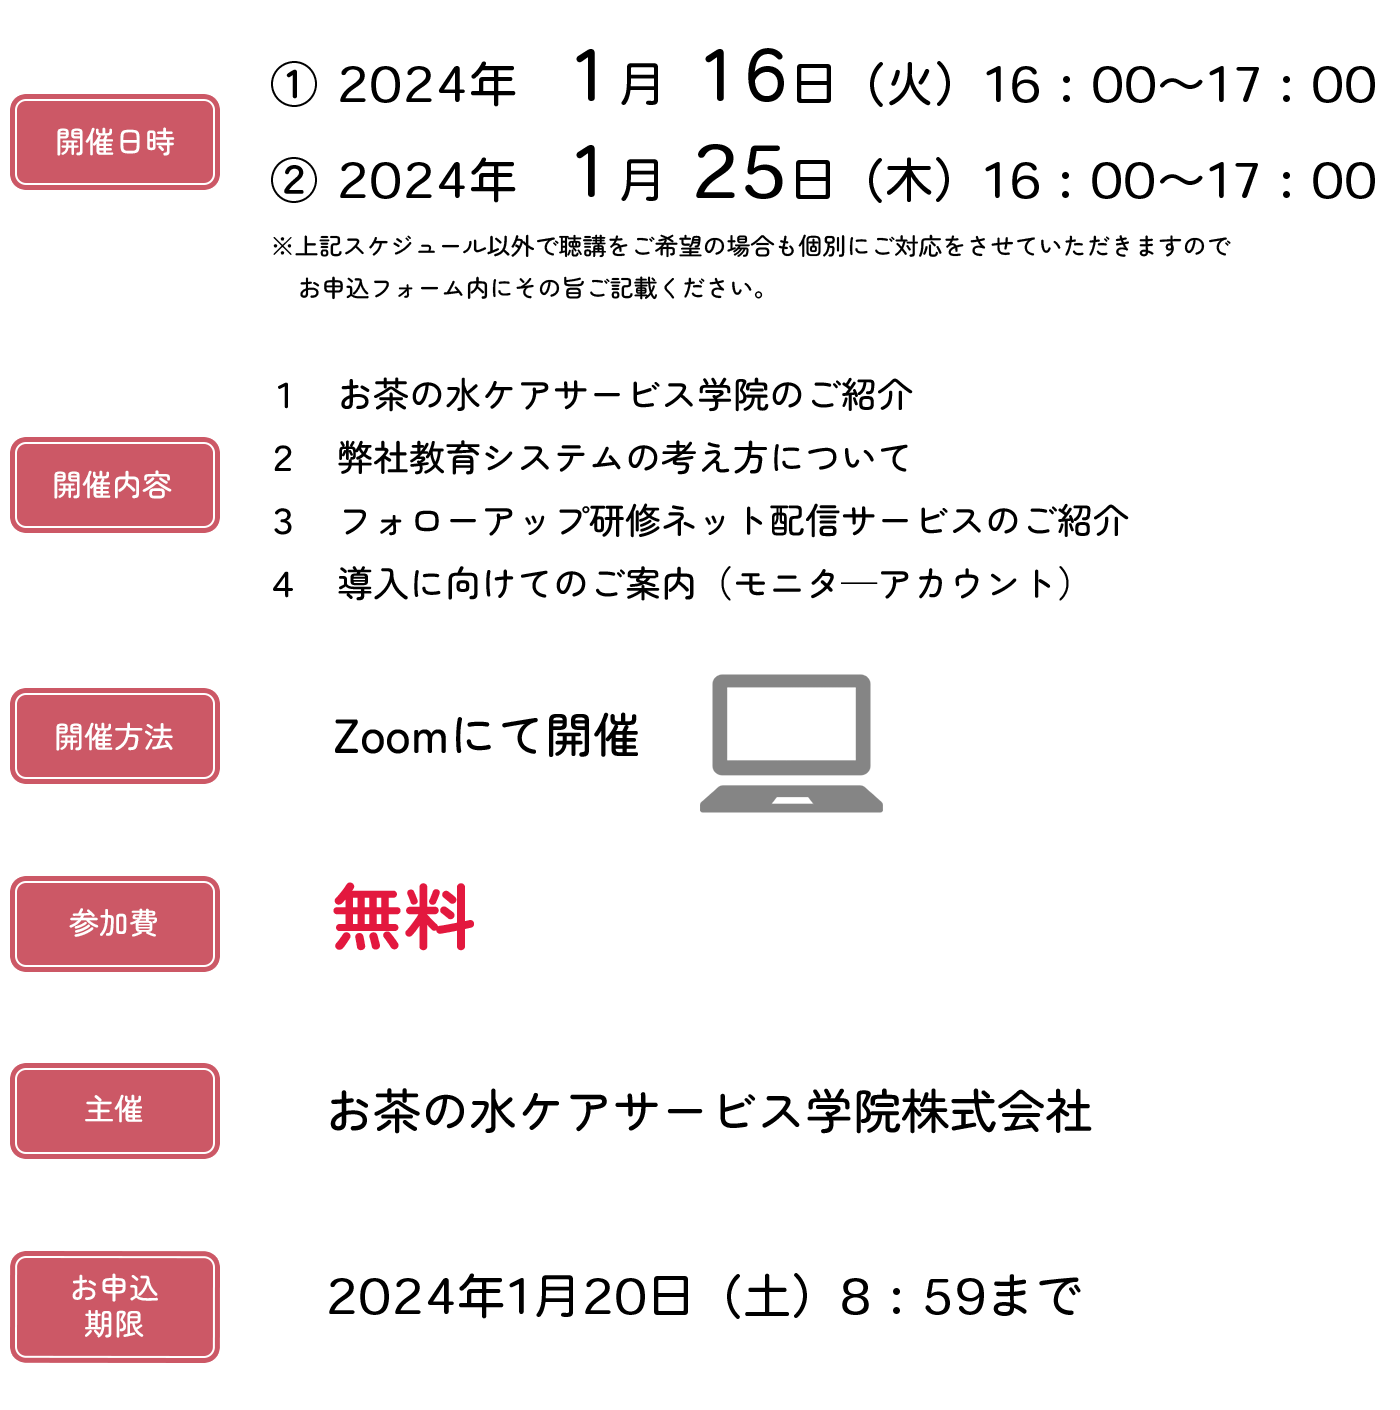 開催日時
① 2024年 1月 16日（火）16：00～17：00
② 2024年 1月 25日（木）16：00～17：00
※上記スケジュール以外で聴講をご希望の場合も個別にご対応をさせていただきますので
お申込フォーム内にその旨ご記載ください。
開催内容
1 お茶の水ケアサービス学院のご紹介
2 弊社教育システムの考え方について
3 フォローアップ研修ネット配信サービスのご紹介
4 導入に向けてのご案内（モニタ―アカウント）
開催方法
Zoomにて開催
参加費
無料
主催
お茶の水ケアサービス学院株式会社
お申込
期限
2024年1月20日（土）8：59まで